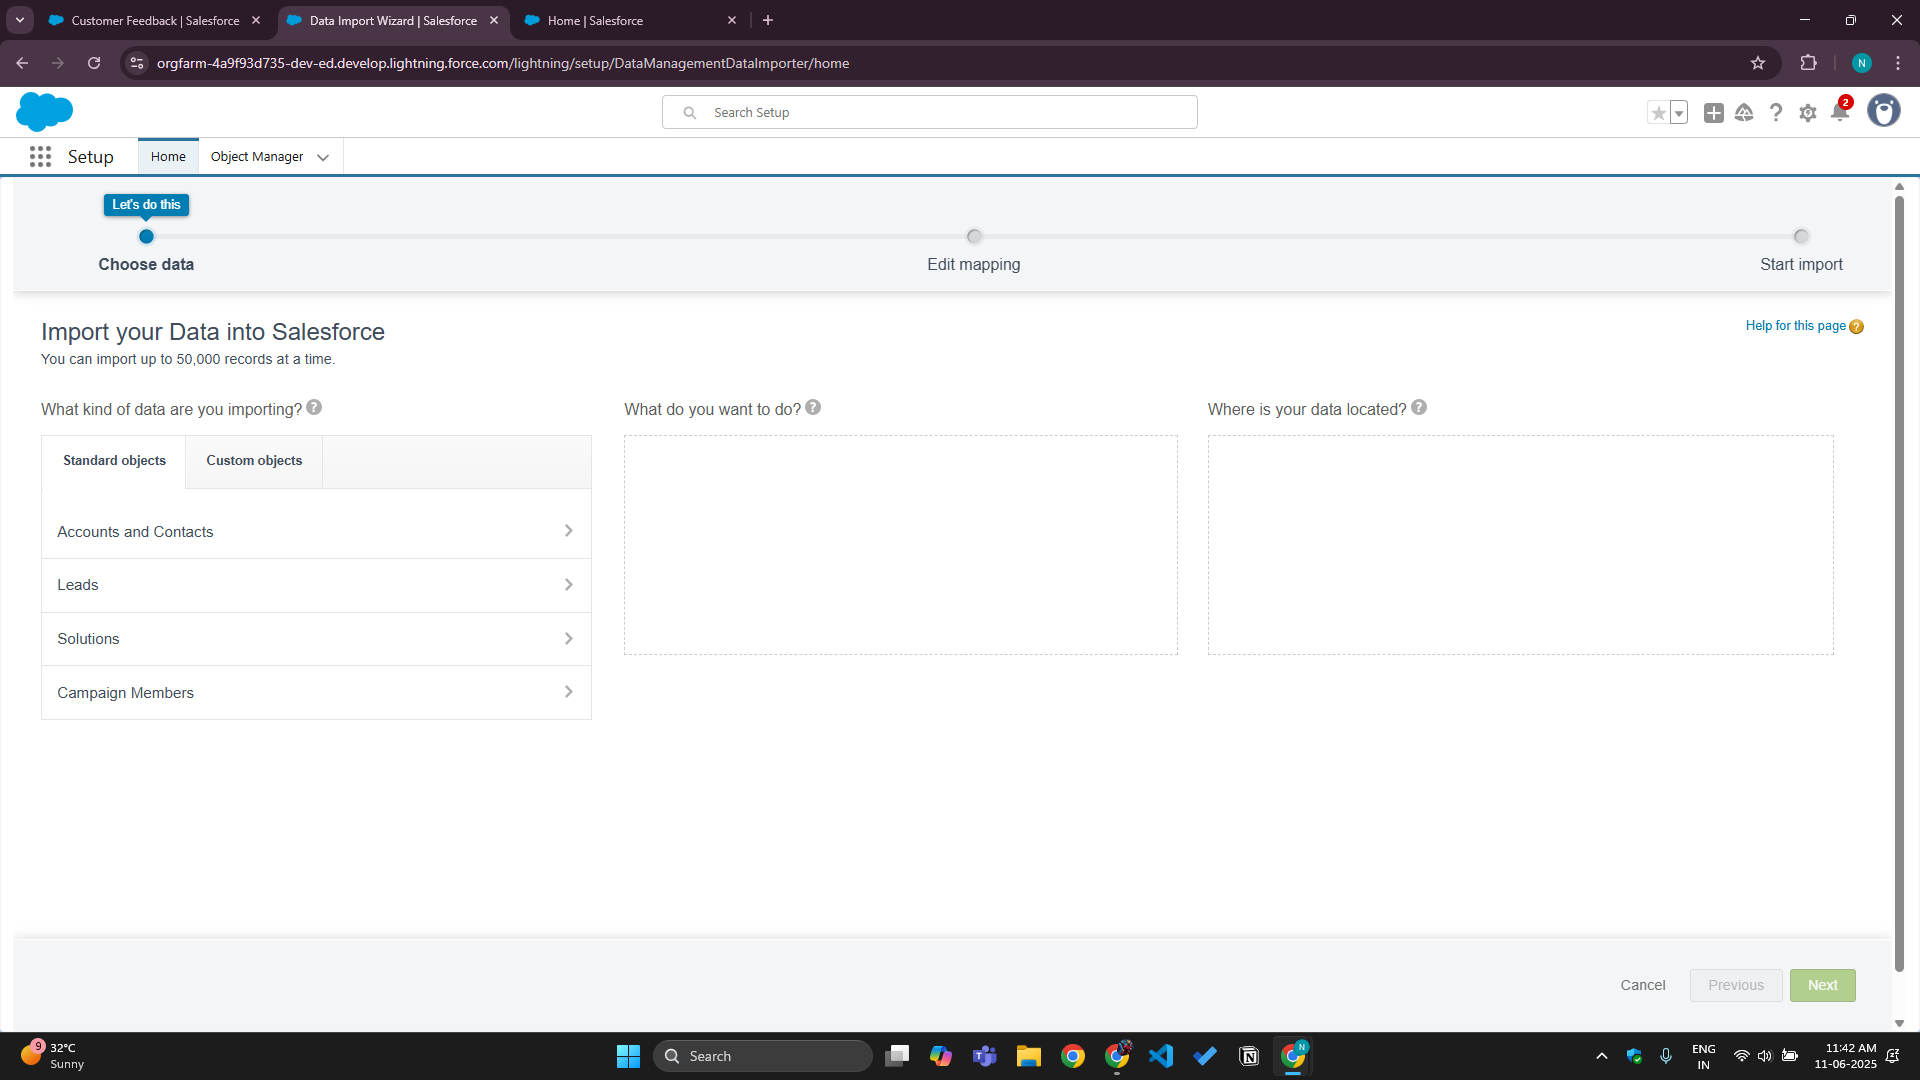 Customer Feedback | Salesforce
Data Import Wizard | Salesforce
Home | Salesforce
orgfarm-4a9f93d735-dev-ed.develop.lightning.force.com/lightning/setup/DataManagementDataImporter/home
N
Search Setup
2
Setup
Home
Object Manager
Let's do this
Choose data
Edit mapping
Start import
Import your Data into Salesforce
Help for this page ?
You can import up to 50,000 records at a time.
What kind of data are you importing? ?
What do you want to do? ?
Where is your data located? ?
Standard objects
Custom objects
Accounts and Contacts
Leads
Solutions
Campaign Members
Cancel
Previous
Next
9
32°C
Sunny
Search
N
ENG
IN
11:42 AM
11-06-2025